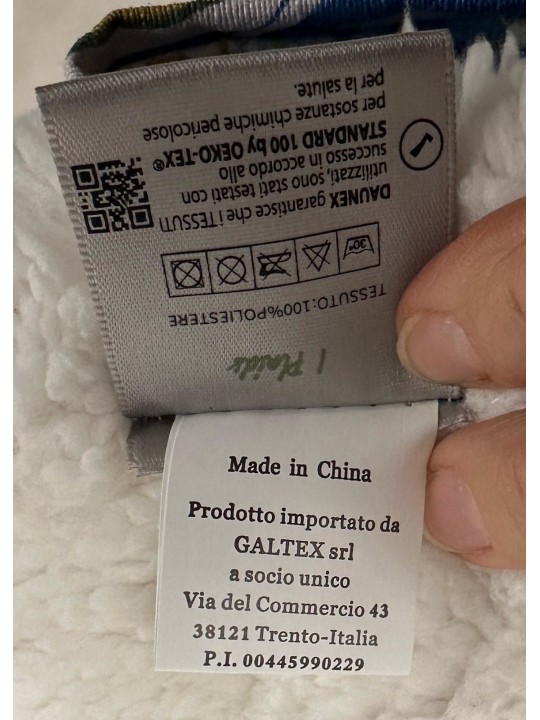 I Plaids
TESSUTO:100%POLIESTERE
30°
DAUNEX garantisce che i TESSUTI
utilizzati, sono stati testati con
successo in accordo allo
STANDARD 100 by OEKO-TEX®
per sostanze chimiche pericolose
per la salute.
Made in China
Prodotto importato da
GALTEX srl
a socio unico
Via del Commercio 43
38121 Trento-Italia
P.I. 00445990229